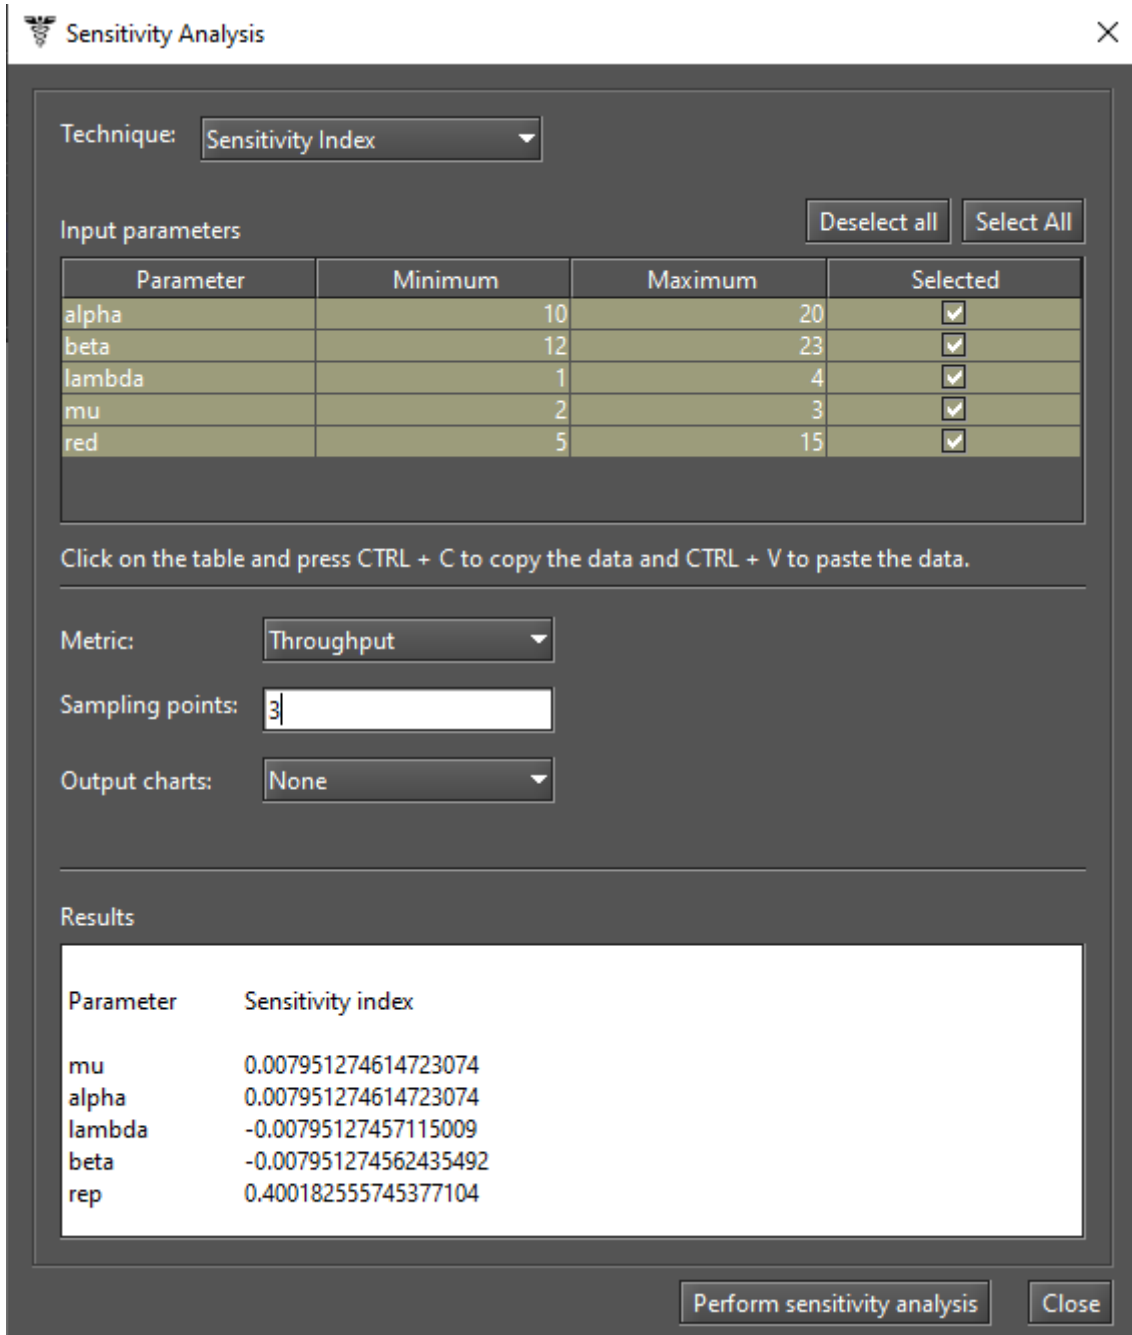 Sensitivity Analysis
Technique: Sensitivity Index
Deselect all Select All
Input parameters
Parameter Minimum Maximum Selected
alpha 10 20
beta 12 23
lambda 1 4
mu 2 3
red 5 15
Click on the table and press CTRL + C to copy the data and CTRL + V to paste the data.
Metric: Throughput
Sampling points: 3
Output charts: None
Results
Parameter Sensitivity index
mu 0.007951274614723074
alpha 0.007951274614723074
lambda -0.00795127457115009
beta -0.007951274562435492
rep 0.400182555745377104
Perform sensitivity analysis Close